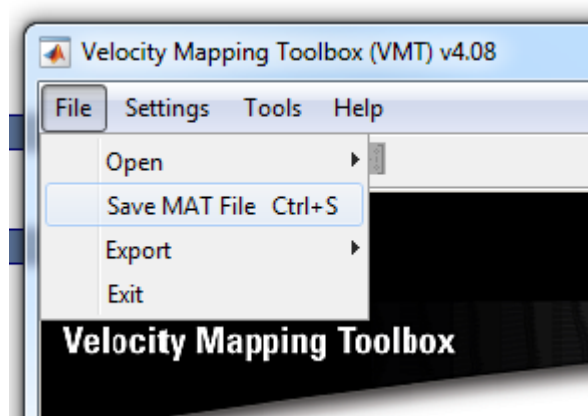 Velocity Mapping Toolbox (VMT) v4.08
File Settings Tools Help
Open
Save MAT File Ctrl+S
Export
Exit
Velocity Mapping Toolbox